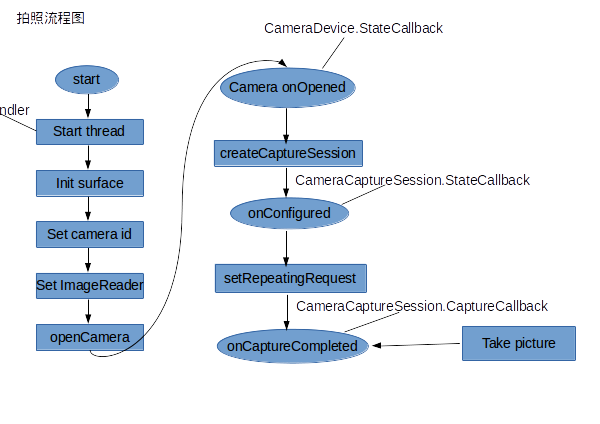 拍照流程图
start
ndler
Start thread
Init surface
Set camera id
Set ImageReader
openCamera
CameraDevice.StateCallback
Camera onOpened
createCaptureSession
CameraCaptureSession.StateCallback
onConfigured
setRepeatingRequest
CameraCaptureSession.CaptureCallback
onCaptureCompleted
Take picture